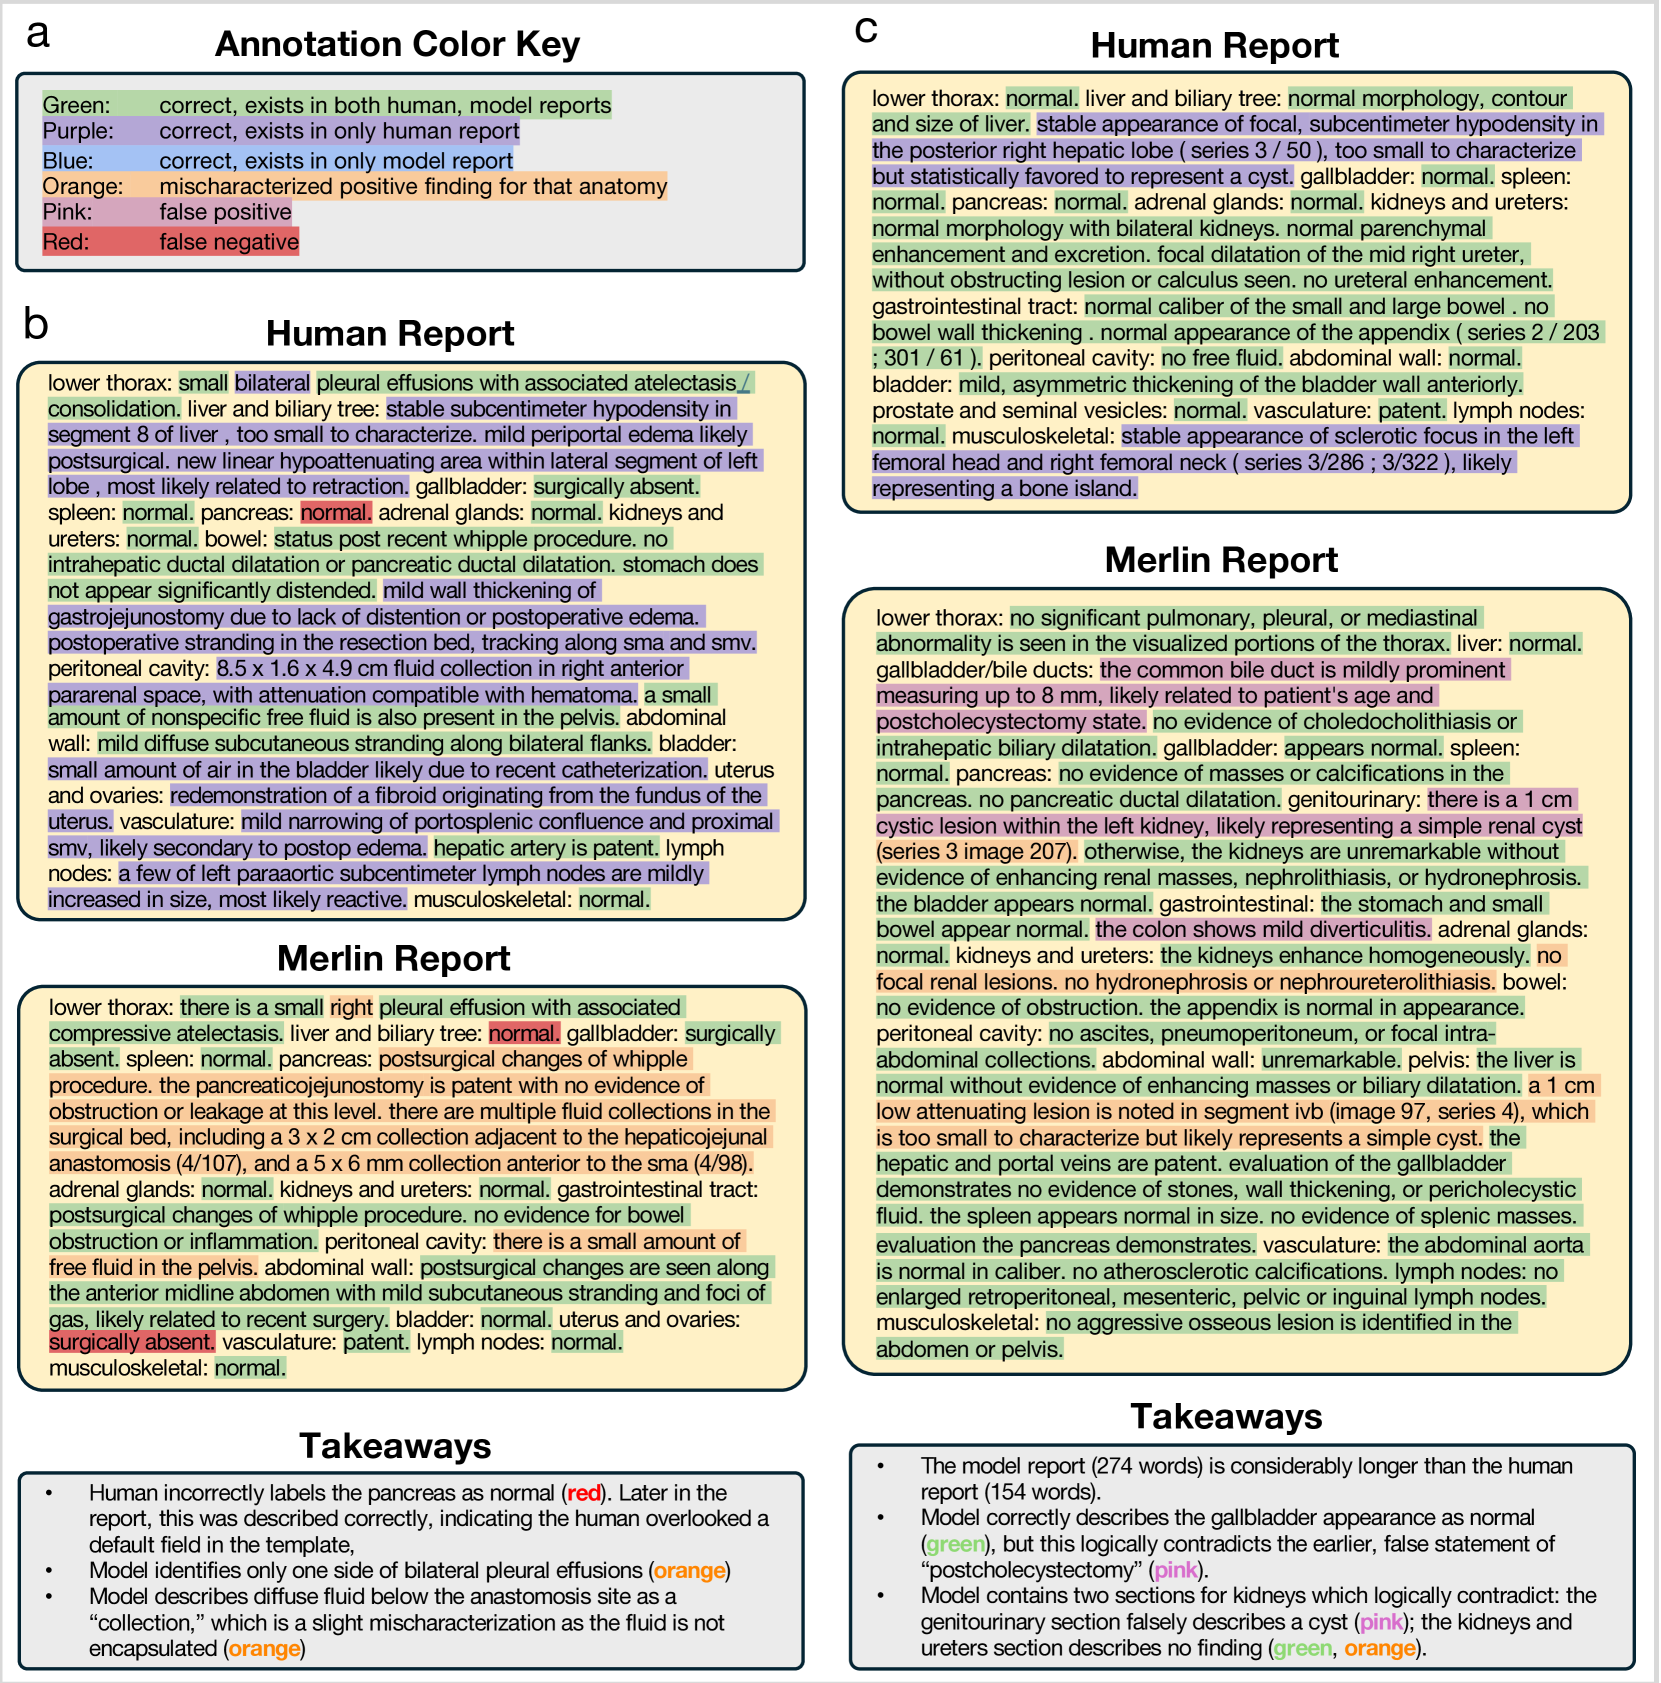 a
Annotation Color Key
Green: correct, exists in both human, model reports
Purple: correct, exists in only human report
Blue: correct, exists in only model report
Orange: mischaracterized positive finding for that anatomy
Pink: false positive
Red: false negative
b
Human Report
lower thorax: small bilateral pleural effusions with associated atelectasis /
consolidation. liver and biliary tree: stable subcentimeter hypodensity in
segment 8 of liver , too small to characterize. mild periportal edema likely
postsurgical. new linear hypoattenuating area within lateral segment of left
lobe , most likely related to retraction. gallbladder: surgically absent.
spleen: normal. pancreas: normal. adrenal glands: normal. kidneys and
ureters: normal. bowel: status post recent whipple procedure. no
intrahepatic ductal dilatation or pancreatic ductal dilatation. stomach does
not appear significantly distended. mild wall thickening of
gastrojejunostomy due to lack of distention or postoperative edema.
postoperative stranding in the resection bed, tracking along sma and smv.
peritoneal cavity: 8.5 x 1.6 x 4.9 cm fluid collection in right anterior
pararenal space, with attenuation compatible with hematoma. a small
amount of nonspecific free fluid is also present in the pelvis. abdominal
wall: mild diffuse subcutaneous stranding along bilateral flanks. bladder:
small amount of air in the bladder likely due to recent catheterization. uterus
and ovaries: redemonstration of a fibroid originating from the fundus of the
uterus. vasculature: mild narrowing of portosplenic confluence and proximal
smv, likely secondary to postop edema. hepatic artery is patent. lymph
nodes: a few of left paraaortic subcentimeter lymph nodes are mildly
increased in size, most likely reactive. musculoskeletal: normal.
Merlin Report
lower thorax: there is a small right pleural effusion with associated
compressive atelectasis. liver and biliary tree: normal. gallbladder: surgically
absent. spleen: normal. pancreas: postsurgical changes of whipple
procedure. the pancreaticojejunostomy is patent with no evidence of
obstruction or leakage at this level. there are multiple fluid collections in the
surgical bed, including a 3 x 2 cm collection adjacent to the hepaticojejunal
anastomosis (4/107), and a 5 x 6 mm collection anterior to the sma (4/98).
adrenal glands: normal. kidneys and ureters: normal. gastrointestinal tract:
postsurgical changes of whipple procedure. no evidence for bowel
obstruction or inflammation. peritoneal cavity: there is a small amount of
free fluid in the pelvis. abdominal wall: postsurgical changes are seen along
the anterior midline abdomen with mild subcutaneous stranding and foci of
gas, likely related to recent surgery. bladder: normal. uterus and ovaries:
surgically absent. vasculature: patent. lymph nodes: normal.
musculoskeletal: normal.
Takeaways
• Human incorrectly labels the pancreas as normal (red). Later in the
report, this was described correctly, indicating the human overlooked a
default field in the template,
• Model identifies only one side of bilateral pleural effusions (orange)
• Model describes diffuse fluid below the anastomosis site as a
“collection,” which is a slight mischaracterization as the fluid is not
encapsulated (orange)
c
Human Report
lower thorax: normal. liver and biliary tree: normal morphology, contour
and size of liver. stable appearance of focal, subcentimeter hypodensity in
the posterior right hepatic lobe ( series 3 / 50 ), too small to characterize
but statistically favored to represent a cyst. gallbladder: normal. spleen:
normal. pancreas: normal. adrenal glands: normal. kidneys and ureters:
normal morphology with bilateral kidneys. normal parenchymal
enhancement and excretion. focal dilatation of the mid right ureter,
without obstructing lesion or calculus seen. no ureteral enhancement.
gastrointestinal tract: normal caliber of the small and large bowel . no
bowel wall thickening . normal appearance of the appendix ( series 2 / 203
; 301 / 61 ). peritoneal cavity: no free fluid. abdominal wall: normal.
bladder: mild, asymmetric thickening of the bladder wall anteriorly.
prostate and seminal vesicles: normal. vasculature: patent. lymph nodes:
normal. musculoskeletal: stable appearance of sclerotic focus in the left
femoral head and right femoral neck ( series 3/286 ; 3/322 ), likely
representing a bone island.
Merlin Report
lower thorax: no significant pulmonary, pleural, or mediastinal
abnormality is seen in the visualized portions of the thorax. liver: normal.
gallbladder/bile ducts: the common bile duct is mildly prominent
measuring up to 8 mm, likely related to patient's age and
postcholecystectomy state. no evidence of choledocholithiasis or
intrahepatic biliary dilatation. gallbladder: appears normal. spleen:
normal. pancreas: no evidence of masses or calcifications in the
pancreas. no pancreatic ductal dilatation. genitourinary: there is a 1 cm
cystic lesion within the left kidney, likely representing a simple renal cyst
(series 3 image 207). otherwise, the kidneys are unremarkable without
evidence of enhancing renal masses, nephrolithiasis, or hydronephrosis.
the bladder appears normal. gastrointestinal: the stomach and small
bowel appear normal. the colon shows mild diverticulitis. adrenal glands:
normal. kidneys and ureters: the kidneys enhance homogeneously. no
focal renal lesions. no hydronephrosis or nephroureterolithiasis. bowel:
no evidence of obstruction. the appendix is normal in appearance.
peritoneal cavity: no ascites, pneumoperitoneum, or focal intra-
abdominal collections. abdominal wall: unremarkable. pelvis: the liver is
normal without evidence of enhancing masses or biliary dilatation. a 1 cm
low attenuating lesion is noted in segment ivb (image 97, series 4), which
is too small to characterize but likely represents a simple cyst. the
hepatic and portal veins are patent. evaluation of the gallbladder
demonstrates no evidence of stones, wall thickening, or pericholecystic
fluid. the spleen appears normal in size. no evidence of splenic masses.
evaluation the pancreas demonstrates. vasculature: the abdominal aorta
is normal in caliber. no atherosclerotic calcifications. lymph nodes: no
enlarged retroperitoneal, mesenteric, pelvic or inguinal lymph nodes.
musculoskeletal: no aggressive osseous lesion is identified in the
abdomen or pelvis.
Takeaways
• The model report (274 words) is considerably longer than the human
report (154 words).
• Model correctly describes the gallbladder appearance as normal
(green), but this logically contradicts the earlier, false statement of
“postcholecystectomy” (pink).
• Model contains two sections for kidneys which logically contradict: the
genitourinary section falsely describes a cyst (pink); the kidneys and
ureters section describes no finding (green, orange).